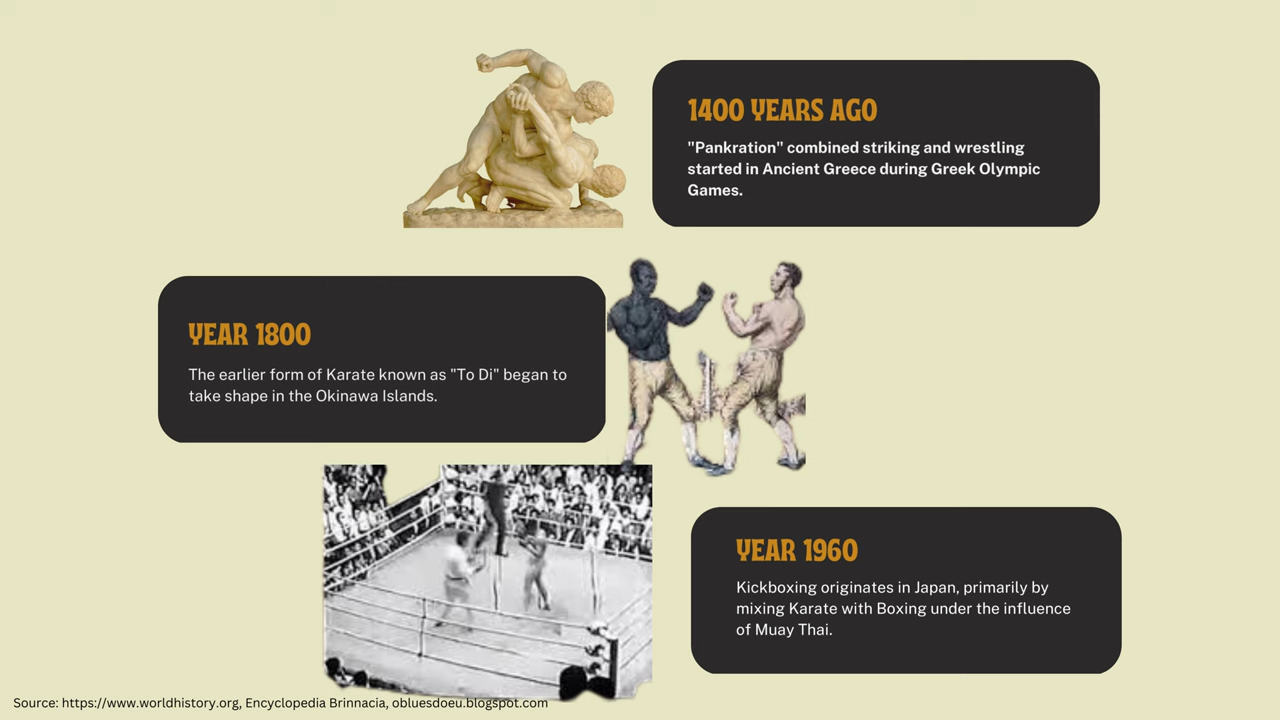 1400 YEARS AGO
"Pankration" combined striking and wrestling
started in Ancient Greece during Greek Olympic
Games.
YEAR 1800
The earlier form of Karate known as "To Di" began to
take shape in the Okinawa Islands.
YEAR 1960
Kickboxing originates in Japan, primarily by
mixing Karate with Boxing under the influence
of Muay Thai.
Source: https://www.worldhistory.org, Encyclopedia Brinnacia, obluesdoeu.blogspot.com